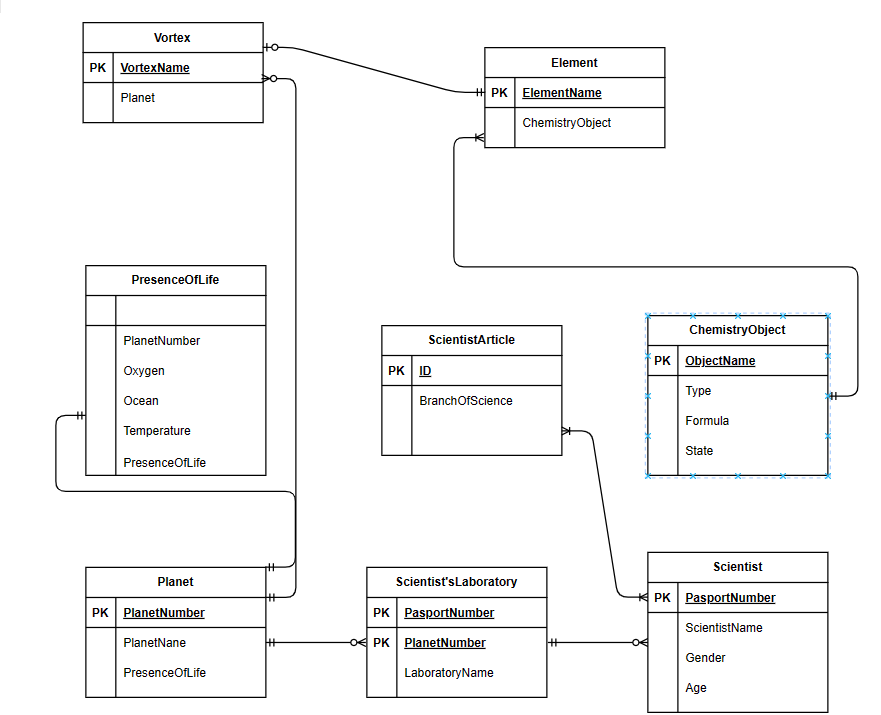 Vortex
PK VortexName
Planet
Element
PK ElementName
ChemistryObject
PresenceOfLife
PlanetNumber
Oxygen
Ocean
Temperature
PresenceOfLife
ScientistArticle
PK ID
BranchOfScience
ChemistryObject
PK ObjectName
Type
Formula
State
Planet
PK PlanetNumber
PlanetNane
PresenceOfLife
Scientist'sLaboratory
PK PasportNumber
PK PlanetNumber
LaboratoryName
Scientist
PK PasportNumber
ScientistName
Gender
Age